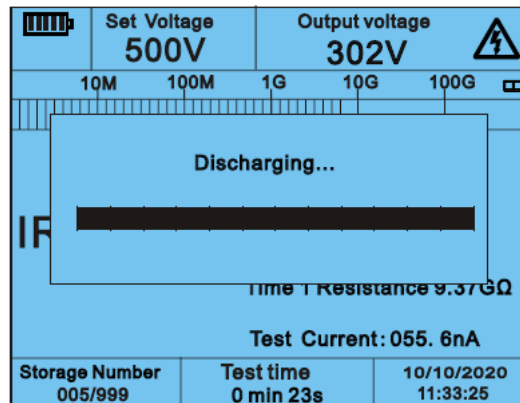 Set Voltage
500V
Output voltage
302V
10M 100M 1G 10G 100G
Discharging...
IR
Time 1 Resistance 9.37GΩ
Test Current: 055. 6nA
Storage Number
005/999
Test time
0 min 23s
10/10/2020
11:33:25